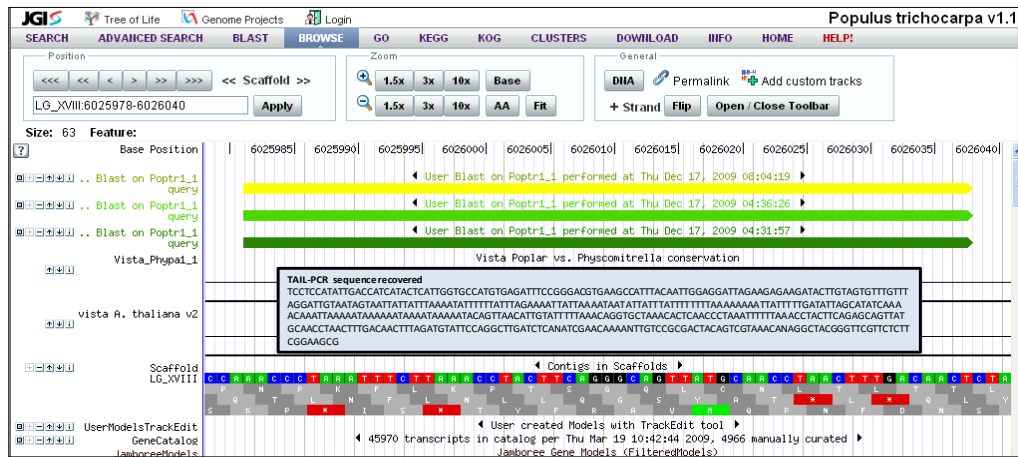 JGI Tree of Life Genome Projects Login Populus trichocarpa v1.1
SEARCH ADVANCED SEARCH BLAST BROWSE GO KEGG KOG CLUSTERS DOWNLOAD INFO HOME HELP!
Position Zoom General
<<< << < > >> >>> << Scaffold >> 1.5x 3x 10x Base DNA Permalink Add custom tracks
LG_XVIII:6025978-6026040 Apply 1.5x 3x 10x AA Fit + Strand Flip Open / Close Toolbar
Size: 63 Feature:
? Base Position | 6025985| 6025990| 6025995| 6026000| 6026005| 6026010| 6026015| 6026020| 6026025| 6026030| 6026035| 6026040|
.. Blast on Poptr1_1 User Blast on Poptr1_1 performed at Thu Dec 17, 2009 08:04:19
query
.. Blast on Poptr1_1 User Blast on Poptr1_1 performed at Thu Dec 17, 2009 04:36:26
query
.. Blast on Poptr1_1 User Blast on Poptr1_1 performed at Thu Dec 17, 2009 04:31:57
query
Vista_Phypa1_1 Vista Poplar vs. Physcomitrella conservation
TAIL-PCR sequence recovered
TCCTCCATATTGACCATCATACTCATTGGTGCCATGTGAGATTTCCGGGACGTGAAGCCATTTACAATTGGAGGATTAGAAGAGAAGATACTTGTAGTGTTTGTTT
AGGATTGTAATAGTAATTATTATTTAAAATATTTTTTATTTAGAAAATTATTAAAATAATATTATTTATTTTTTTAAAAAAAAATTATTTTTGATATTAGCATATCAAA
ACAAATTAAAAATAAAAAATAAAATAAAAATACAGTTAACATTGTATTTTTAAACAGGTGCTAAACACTCAACCCTAAATTTTTTAAACCTACTTCAGAGCAGTTAT
GCAACCTAACTTTGACAACTTTAGATGTATTCCAGGCTTGATCTCANATCGAACAAAANTTGTCCGCGACTACAGTCGTAAACANAGGCTACGGGTTCGTTCTCTT
CGGAAGCG
vista A. thaliana v2
Scaffold Contigs in Scaffolds
LG_XVIII C C A A A C C C T A A A T T T C T T A A A C C T A C T T C A G G G C A G T T A T G C A A C C T A A C T T T G A C A A C T C T A
P N P K F L K P T S G Q L C N L T L T T L
Q T L N F L N L L Q G S Y A T * L * Q L
S K P * I S * T Y F R A V M Q P N F D N S
UserModelsTrackEdit User created Models with TrackEdit tool
GeneCatalog 45970 transcripts in catalog per Thu Mar 19 10:42:44 2009, 4966 manually curated
JamboreeModels Jamboree Gene Models (FilteredModels)